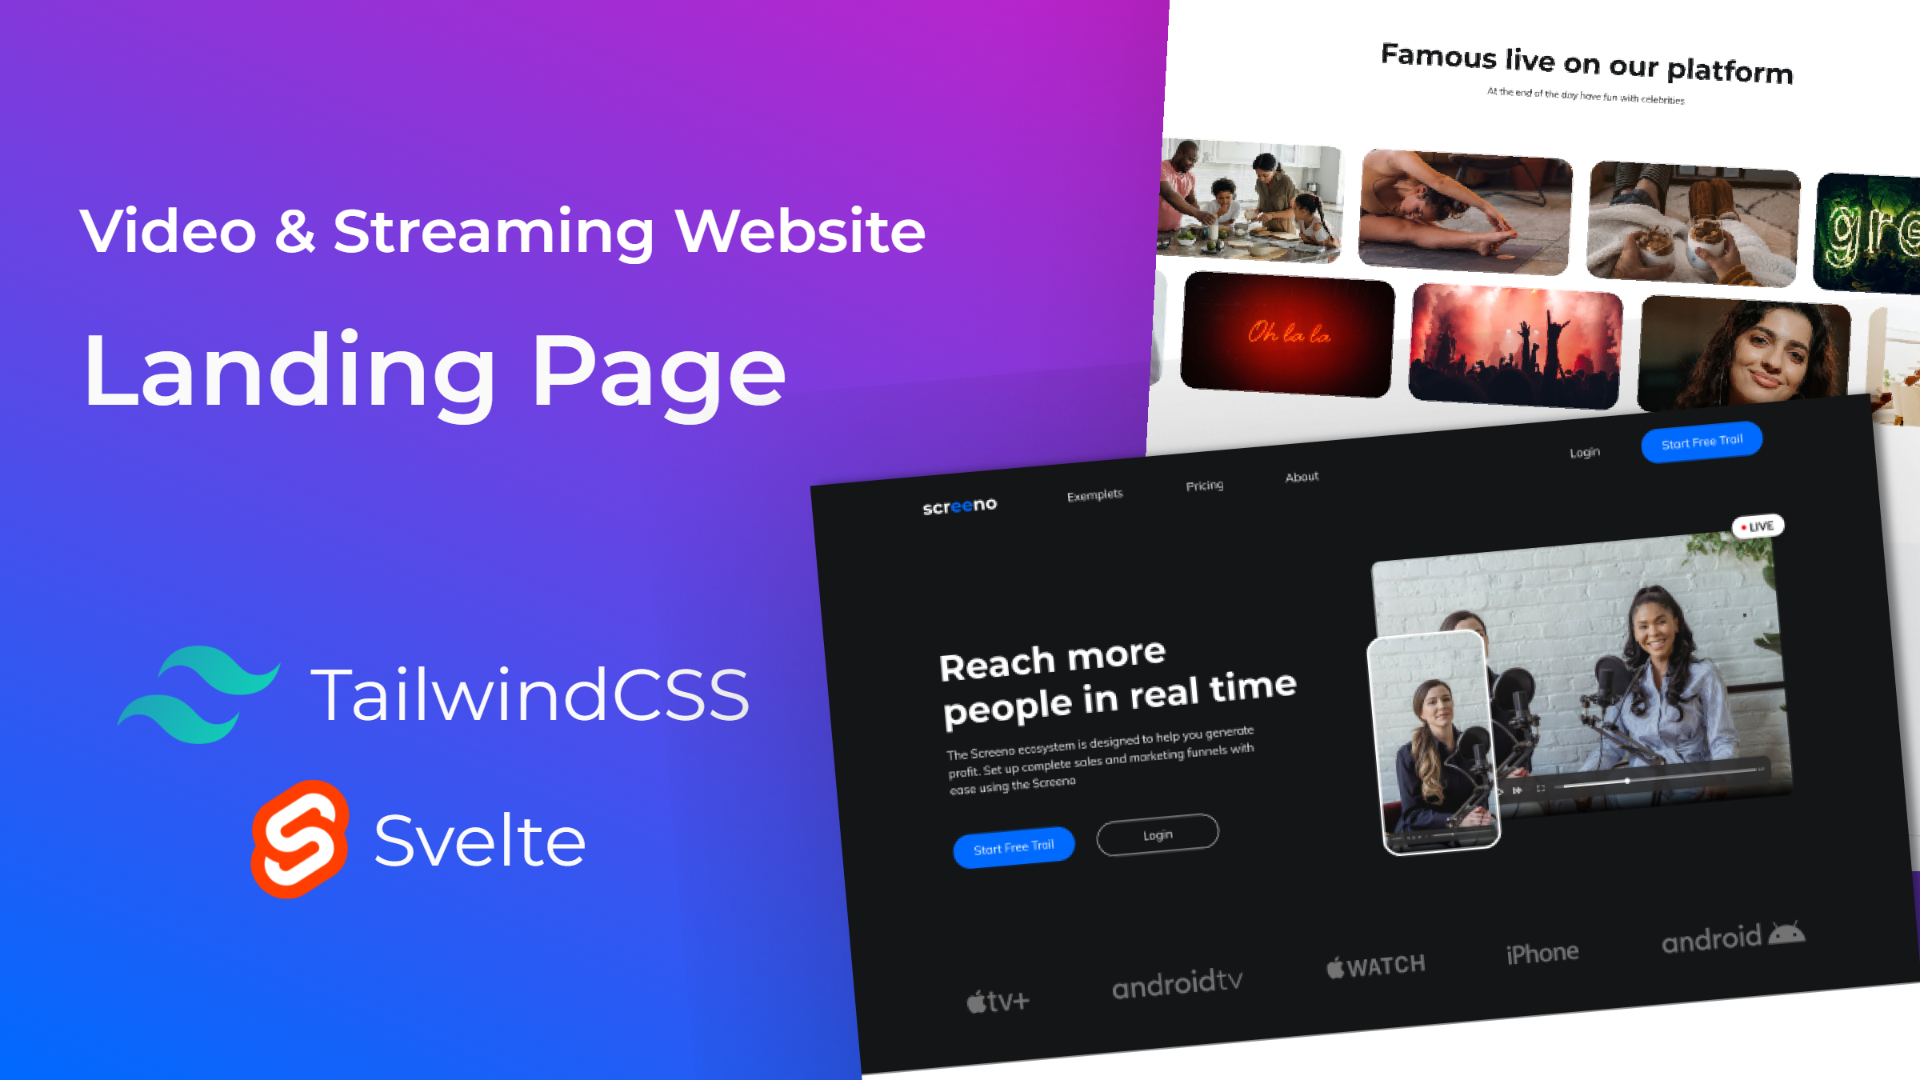 Video & Streaming Website
Landing Page
TailwindCSS
Svelte
Famous live on our platform
At the end of the day have fun with celebrities
gre
Oh la la
screeno
Exemplets
Pricing
About
Login
Start Free Trail
LIVE
Reach more
people in real time
The Screeno ecosystem is designed to help you generate
profit. Set up complete sales and marketing funnels with
ease using the Screeno
Start Free Trail
Login
tv+
androidtv
WATCH
iPhone
android